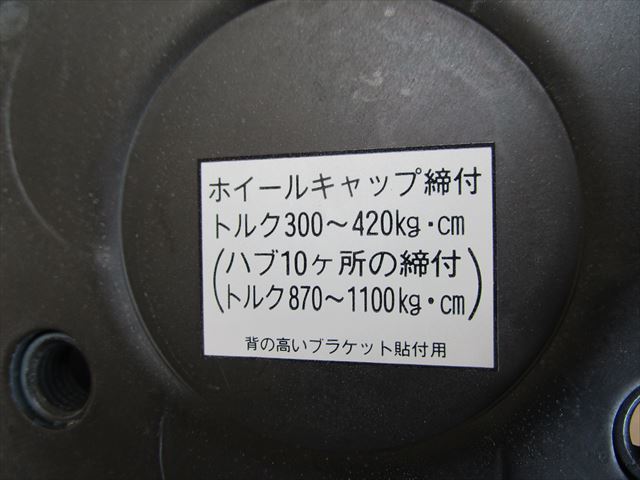 ホイールキャップ締付
トルク300～420kg・cm
(ハブ10ヶ所の締付
トルク870～1100kg・cm)
背の高いブラケット貼付用